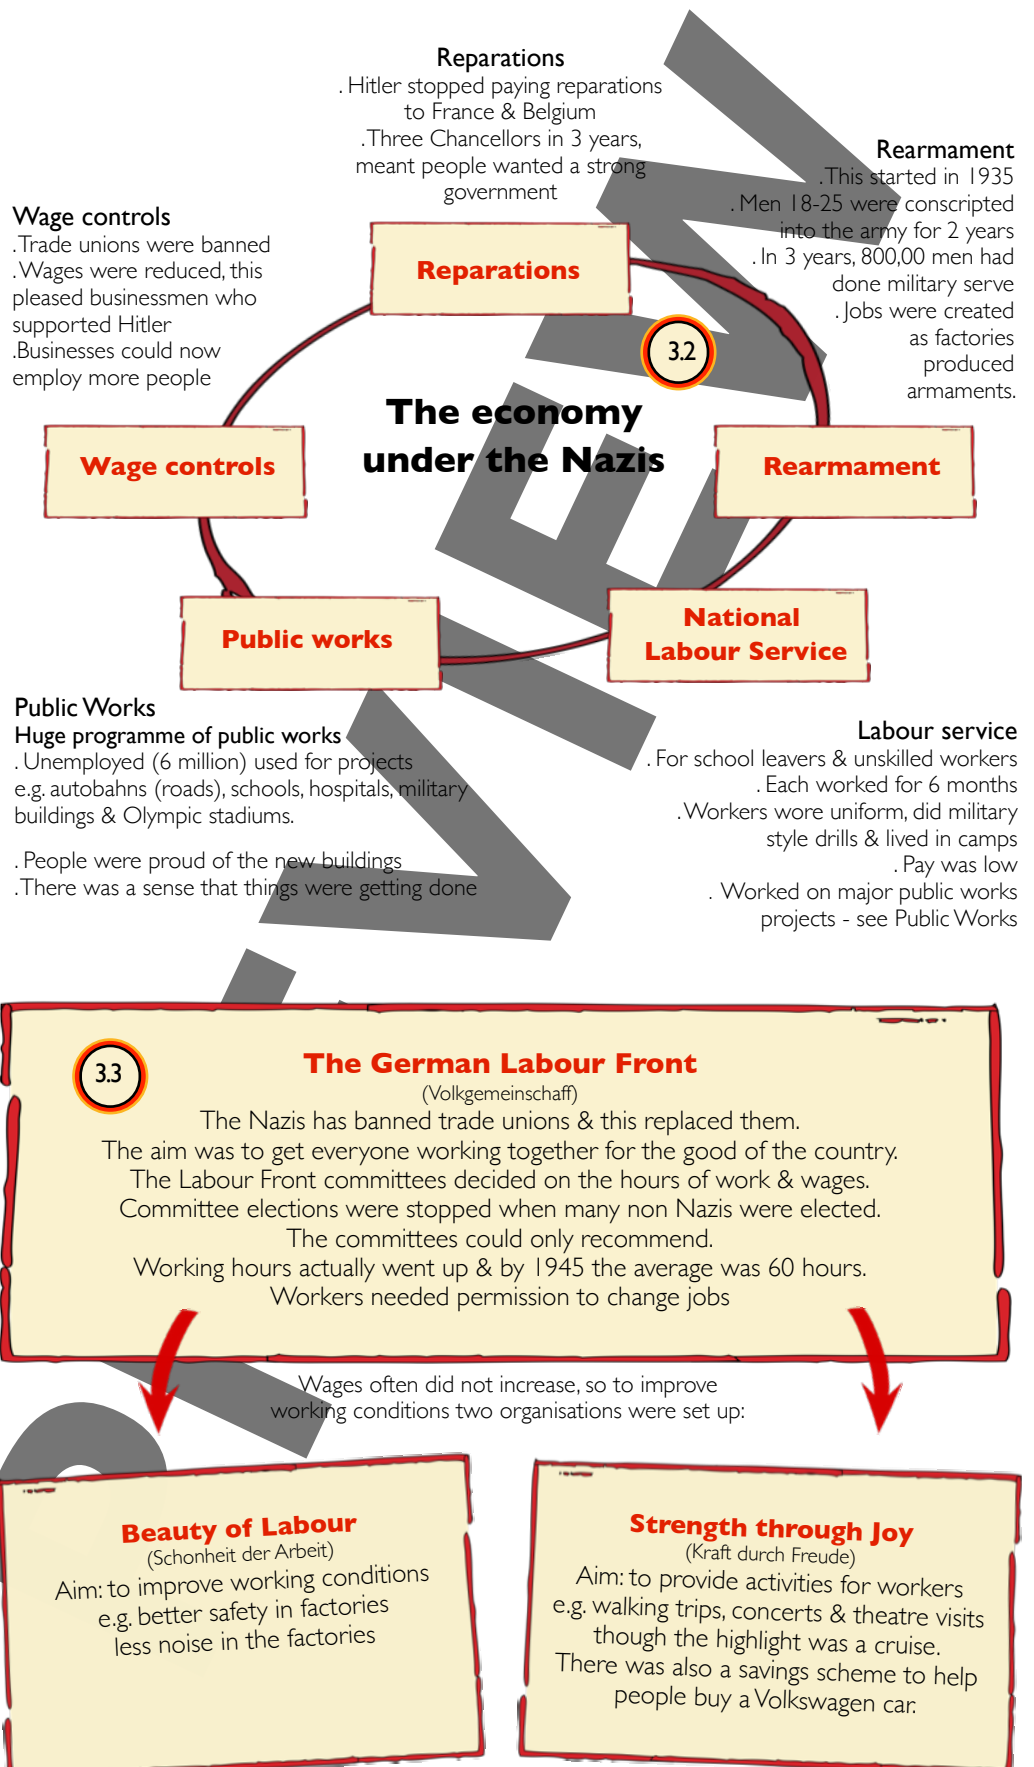 Reparations
. Hitler stopped paying reparations
to France & Belgium
. Three Chancellors in 3 years,
meant people wanted a strong
government
Rearmament
. This started in 1935
. Men 18-25 were conscripted
into the army for 2 years
. In 3 years, 800,00 men had
done military serve
. Jobs were created
as factories
produced
armaments.
Wage controls
. Trade unions were banned
. Wages were reduced, this
pleased businessmen who
supported Hitler
.Businesses could now
employ more people
Reparations
3.2
The economy
under the Nazis
Wage controls
Rearmament
Public works
National
Labour Service
Public Works
Huge programme of public works
. Unemployed (6 million) used for projects
e.g. autobahns (roads), schools, hospitals, military
buildings & Olympic stadiums.
. People were proud of the new buildings
. There was a sense that things were getting done
Labour service
. For school leavers & unskilled workers
. Each worked for 6 months
. Workers wore uniform, did military
style drills & lived in camps
. Pay was low
. Worked on major public works
projects - see Public Works
3.3
The German Labour Front
(Volkgemeinschaff)
The Nazis has banned trade unions & this replaced them.
The aim was to get everyone working together for the good of the country.
The Labour Front committees decided on the hours of work & wages.
Committee elections were stopped when many non Nazis were elected.
The committees could only recommend.
Working hours actually went up & by 1945 the average was 60 hours.
Workers needed permission to change jobs
Wages often did not increase, so to improve
working conditions two organisations were set up:
Beauty of Labour
(Schonheit der Arbeit)
Aim: to improve working conditions
e.g. better safety in factories
less noise in the factories
Strength through Joy
(Kraft durch Freude)
Aim: to provide activities for workers
e.g. walking trips, concerts & theatre visits
though the highlight was a cruise.
There was also a savings scheme to help
people buy a Volkswagen car.